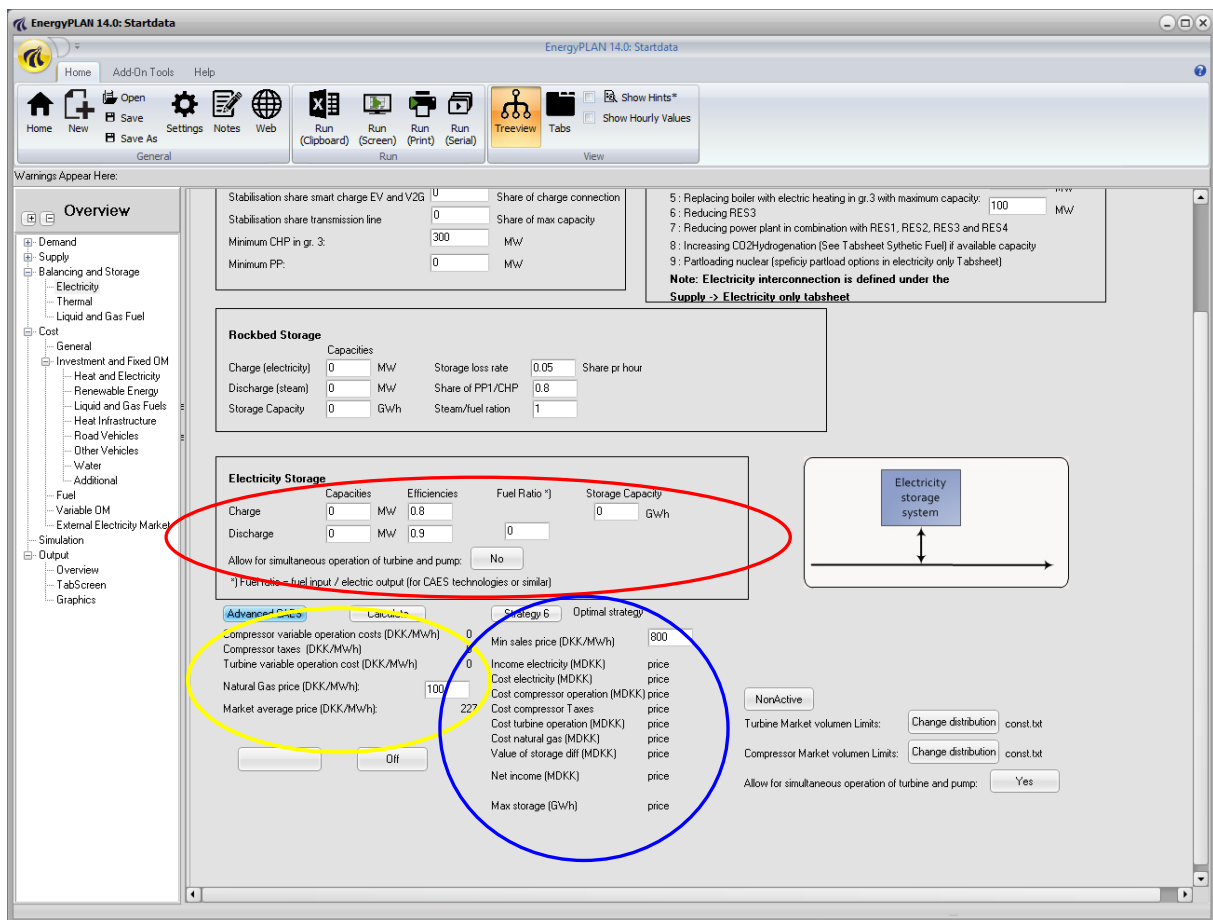 EnergyPLAN 14.0: Startdata
EnergyPLAN 14.0: Startdata
Home Add-On Tools Help
Home New Open Save Save As Settings Notes Web
General
Run (Clipboard) Run (Screen) Run (Print) Run (Serial)
Run
Treeview Tabs Show Hints* Show Hourly Values
View
Warnings Appear Here:
Overview
Demand
Supply
Balancing and Storage
Electricity
Thermal
Liquid and Gas Fuel
Cost
General
Investment and Fixed OM
Heat and Electricity
Renewable Energy
Liquid and Gas Fuels
Heat Infrastructure
Road Vehicles
Other Vehicles
Water
Additional
Fuel
Variable OM
External Electricity Market
Simulation
Output
Overview
TabScreen
Graphics
Stabilisation share smart charge EV and V2G 0 Share of charge connection
Stabilisation share transmission line 0 Share of max capacity
Minimum CHP in gr. 3: 300 MW
Minimum PP: 0 MW
5 : Replacing boiler with electric heating in gr.3 with maximum capacity: 100 MW
6 : Reducing RES3
7 : Reducing power plant in combination with RES1, RES2, RES3 and RES4
8 : Increasing CO2Hydrogenation (See Tabsheet Sythetic Fuel) if available capacity
9 : Partloading nuclear (speficiy partload options in electricity only Tabsheet)
Note: Electricity interconnection is defined under the
Supply -> Electricity only tabsheet
Rockbed Storage
Capacities
Charge (electricity) 0 MW Storage loss rate 0.05 Share pr hour
Discharge (steam) 0 MW Share of PP1/CHP 0.8
Storage Capacity 0 GWh Steam/fuel ration 1
Electricity Storage
Capacities Efficiencies Fuel Ratio *) Storage Capacity
Charge 0 MW 0.8 0 GWh
Discharge 0 MW 0.9 0
Allow for simultaneous operation of turbine and pump: No
*) Fuel ratio = fuel input / electric output (for CAES technologies or similar)
Electricity
storage
system
Advanced CAES Calculate
Compressor variable operation costs (DKK/MWh) 0
Compressor taxes (DKK/MWh)
Turbine variable operation cost (DKK/MWh) 0
Natural Gas price (DKK/MWh): 100
Market average price (DKK/MWh): 227
Off
Strategy 6 Optimal strategy
Min sales price (DKK/MWh) 800
Income electricity (MDKK) price
Cost electricity (MDKK) price
Cost compressor operation (MDKK) price
Cost compressor Taxes price
Cost turbine operation (MDKK) price
Cost natural gas (MDKK) price
Value of storage diff (MDKK) price
Net income (MDKK) price
Max storage (GWh) price
NonActive
Turbine Market volumen Limits: Change distribution const.txt
Compressor Market volumen Limits: Change distribution const.txt
Allow for simultaneous operation of turbine and pump: Yes